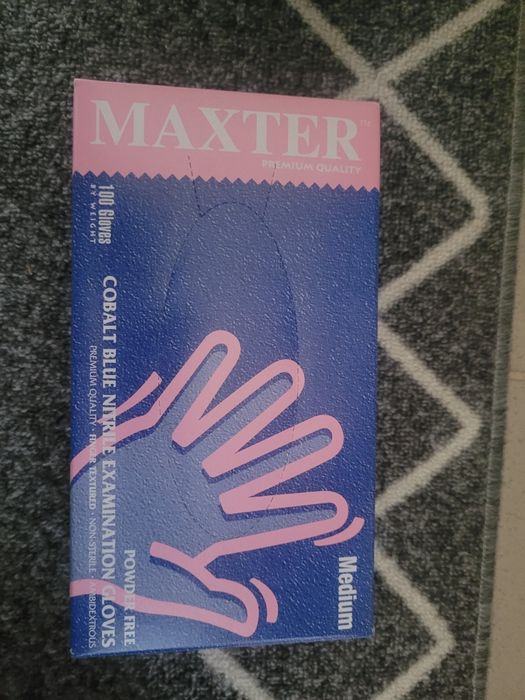 MAXTER™
PREMIUM QUALITY
100 Gloves
BY WEIGHT
POWDER FREE
COBALT BLUE NITRILE EXAMINATION GLOVES
PREMIUM QUALITY · FINGER TEXTURED · NON-STERILE · AMBIDEXTROUS
Medium